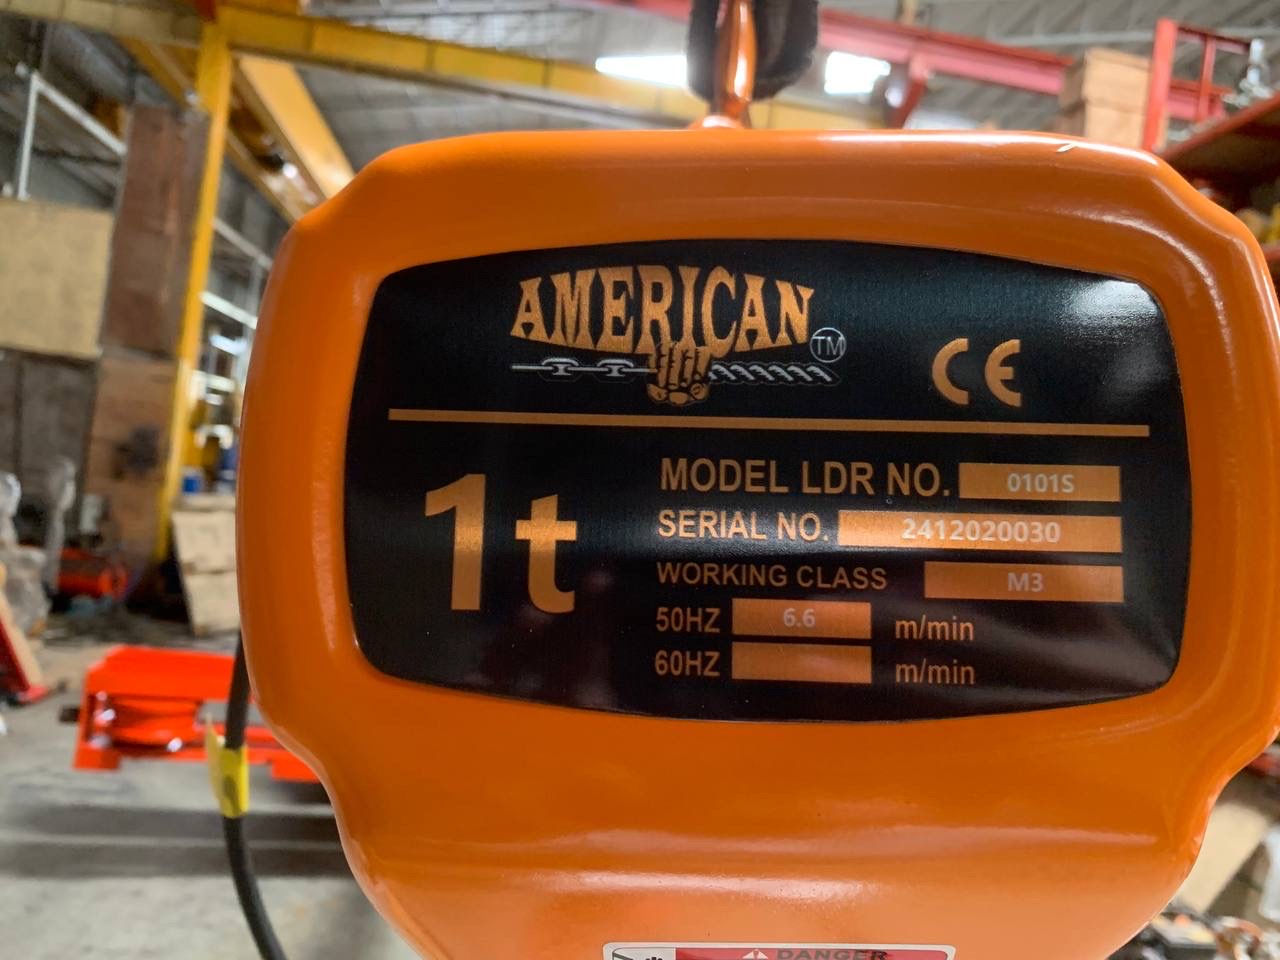 AMERICAN
TM
CE
1t
MODEL LDR NO. 0101S
SERIAL NO. 2412020030
WORKING CLASS M3
50HZ 6.6 m/min
60HZ m/min
DANGER